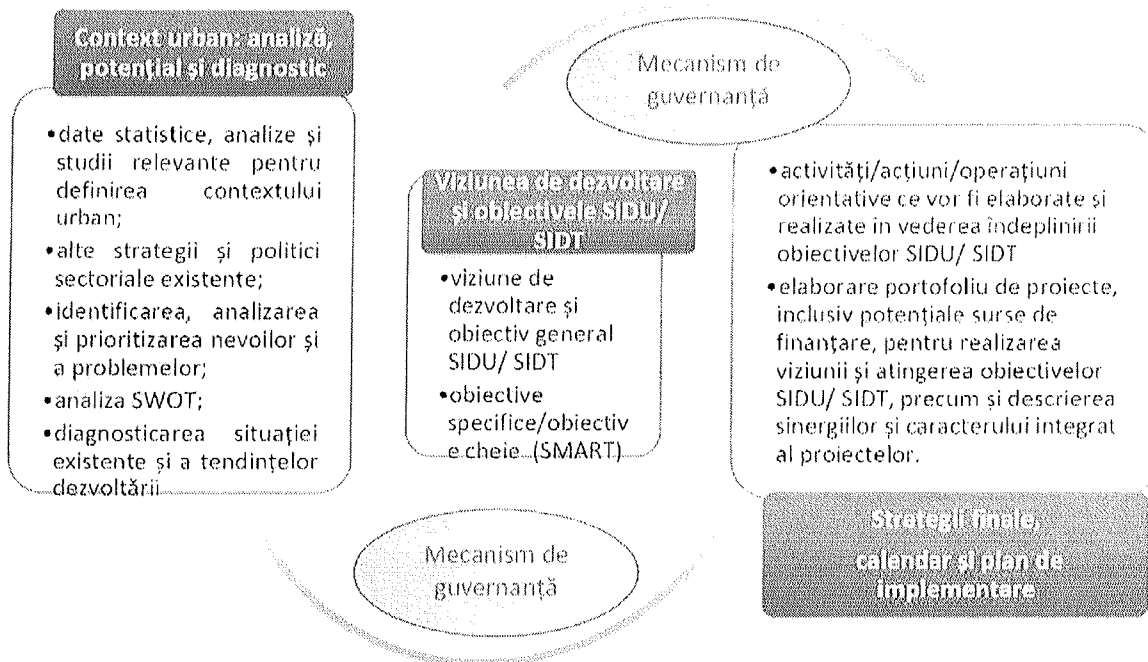 Context urban: analiză,
potențial și diagnostic
•date statistice, analize și
studii relevante pentru
definirea contextului
urban;
•alte strategii și politici
sectoriale existente;
•identificarea, analizarea
și prioritizarea nevoilor și
a problemelor;
•analiza SWOT;
•diagnosticarea situației
existente și a tendințelor
dezvoltării
Mecanism de
guvernanță
Viziunea de dezvoltare
și obiectivele SIDU/
SIDT
•viziune de
dezvoltare și
obiectiv general
SIDU/ SIDT
•obiective
specifice/obiectiv
e cheie (SMART)
Mecanism de
guvernanță
•activități/acțiuni/operațiuni
orientative ce vor fi elaborate și
realizate in vederea îndeplinirii
obiectivelor SIDU/ SIDT
•elaborare portofoliu de proiecte,
inclusiv potențiale surse de
finanțare, pentru realizarea
viziunii și atingerea obiectivelor
SIDU/ SIDT, precum și descrierea
sinergiilor și caracterului integrat
al proiectelor.
Strategii finale,
calendar și plan de
implementare